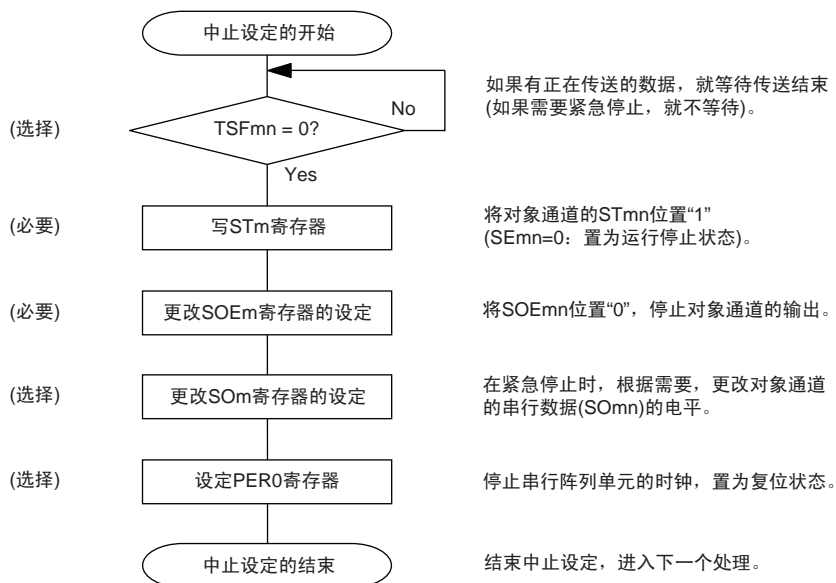 中止设定的开始
如果有正在传送的数据，就等待传送结束
(如果需要紧急停止，就不等待)。
No
(选择)
TSFmn = 0?
Yes
(必要)
写STm寄存器
将对象通道的STmn位置“1”
(SEmn=0：置为运行停止状态)。
(必要)
更改SOEm寄存器的设定
将SOEmn位置“0”，停止对象通道的输出。
(选择)
更改SOm寄存器的设定
在紧急停止时，根据需要，更改对象通道
的串行数据(SOmn)的电平。
(选择)
设定PER0寄存器
停止串行阵列单元的时钟，置为复位状态。
中止设定的结束
结束中止设定，进入下一个处理。